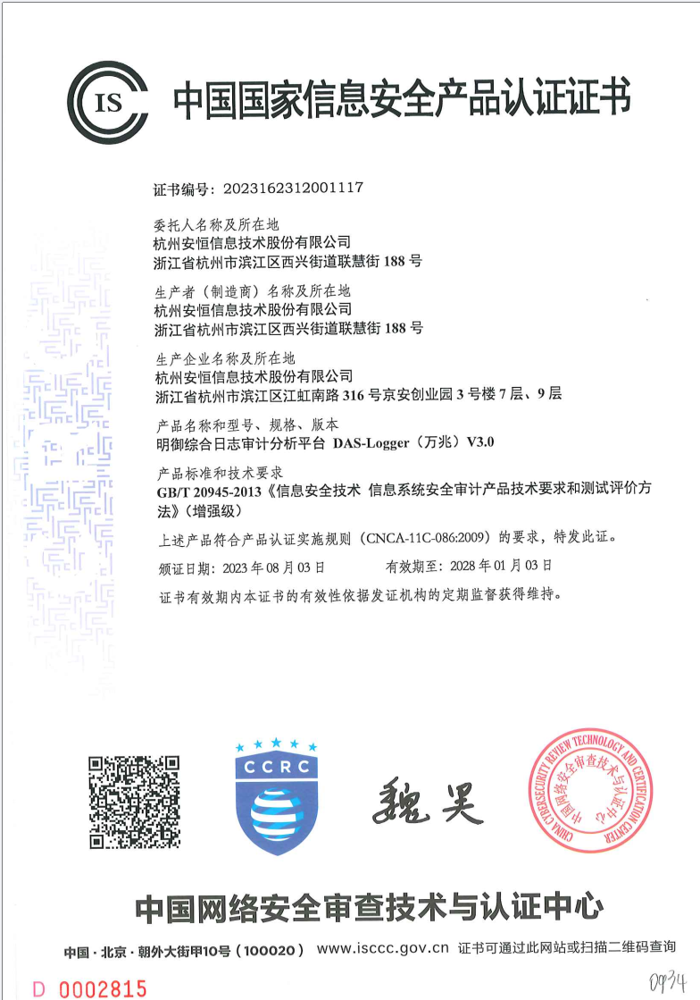 IS
中国国家信息安全产品认证证书
证书编号：2023162312001117
委托人名称及所在地
杭州安恒信息技术股份有限公司
浙江省杭州市滨江区西兴街道联慧街 188 号
生产者（制造商）名称及所在地
杭州安恒信息技术股份有限公司
浙江省杭州市滨江区西兴街道联慧街 188 号
生产企业名称及所在地
杭州安恒信息技术股份有限公司
浙江省杭州市滨江区江虹南路 316 号京安创业园 3 号楼 7 层、9 层
产品名称和型号、规格、版本
明御综合日志审计分析平台 DAS-Logger（万兆）V3.0
产品标准和技术要求
GB/T 20945-2013《信息安全技术 信息系统安全审计产品技术要求和测试评价方
法》（增强级）
上述产品符合产品认证实施规则（CNCA-11C-086:2009）的要求，特发此证。
颁证日期：2023 年 08 月 03 日 有效期至：2028 年 01 月 03 日
证书有效期内本证书的有效性依据发证机构的定期监督获得维持。
CCRC
魏昊
CHINA CYBERSECURITY REVIEW TECHNOLOGY AND CERTIFICATION CENTER
中国网络安全审查技术与认证中心
中国网络安全审查技术与认证中心
中国·北京·朝外大街甲10号（100020） www.isccc.gov.cn 证书可通过此网站或扫描二维码查询
D 0002815
0934